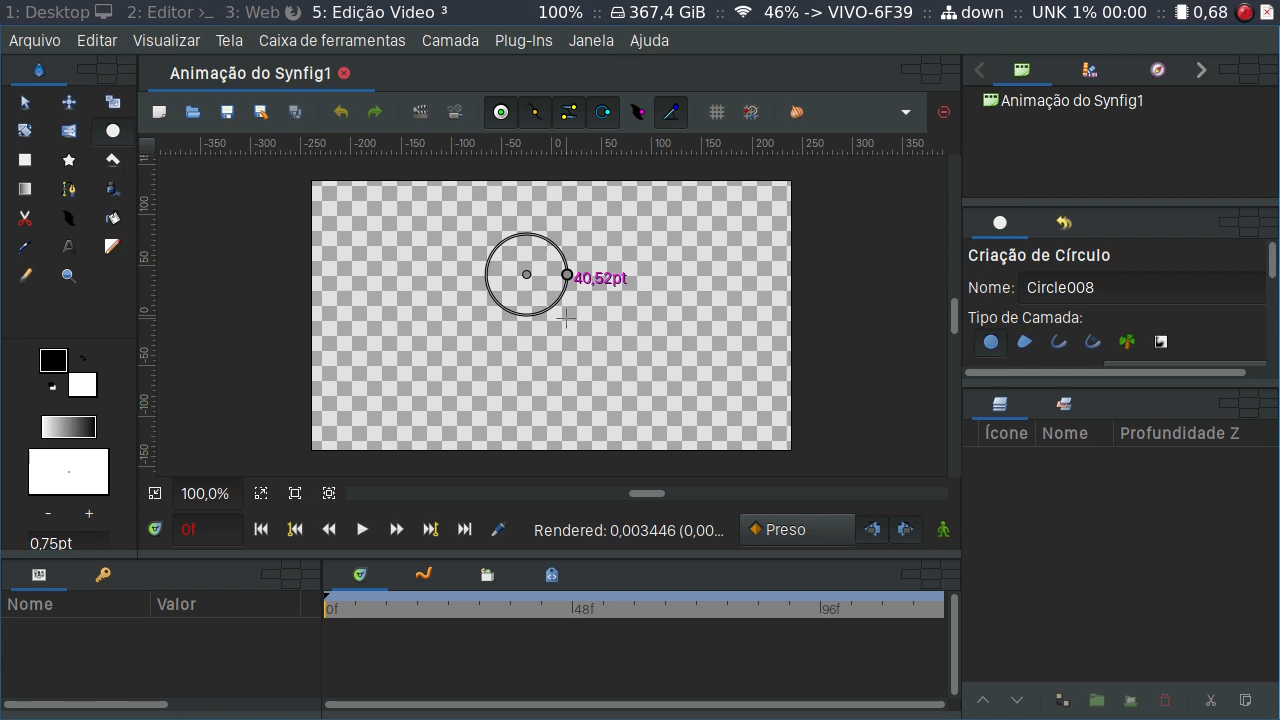 1: Desktop 2: Editor 3: Web 5: Edição Video ³ 100% :: 367,4 GiB :: 46% -> VIVO-6F39 :: down :: UNK 1% 00:00 :: 0,68
Arquivo Editar Visualizar Tela Caixa de ferramentas Camada Plug-Ins Janela Ajuda
Animação do Synfig1
Animação do Synfig1
-350 -300 -250 -200 -150 -100 -50 0 50 100 150 200 250 300 350
100
50
0
-50
-100
-150
40,52pt
Criação de Círculo
Nome: Circle008
Tipo de Camada:
Ícone Nome Profundidade Z
- +
0,75pt
100,0%
0f Rendered: 0,003446 (0,00... Preso
Nome Valor
0f 48f 96f